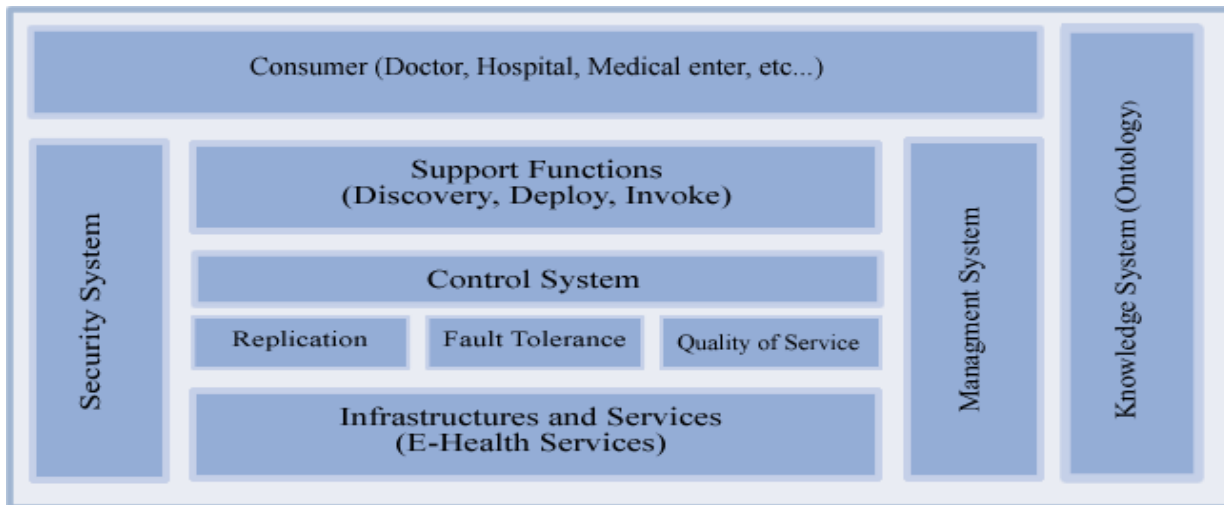 Consumer (Doctor, Hospital, Medical enter, etc...)
Security System
Support Functions
(Discovery, Deploy, Invoke)
Control System
Replication
Fault Tolerance
Quality of Service
Infrastructures and Services
(E-Health Services)
Managment System
Knowledge System (Ontology)